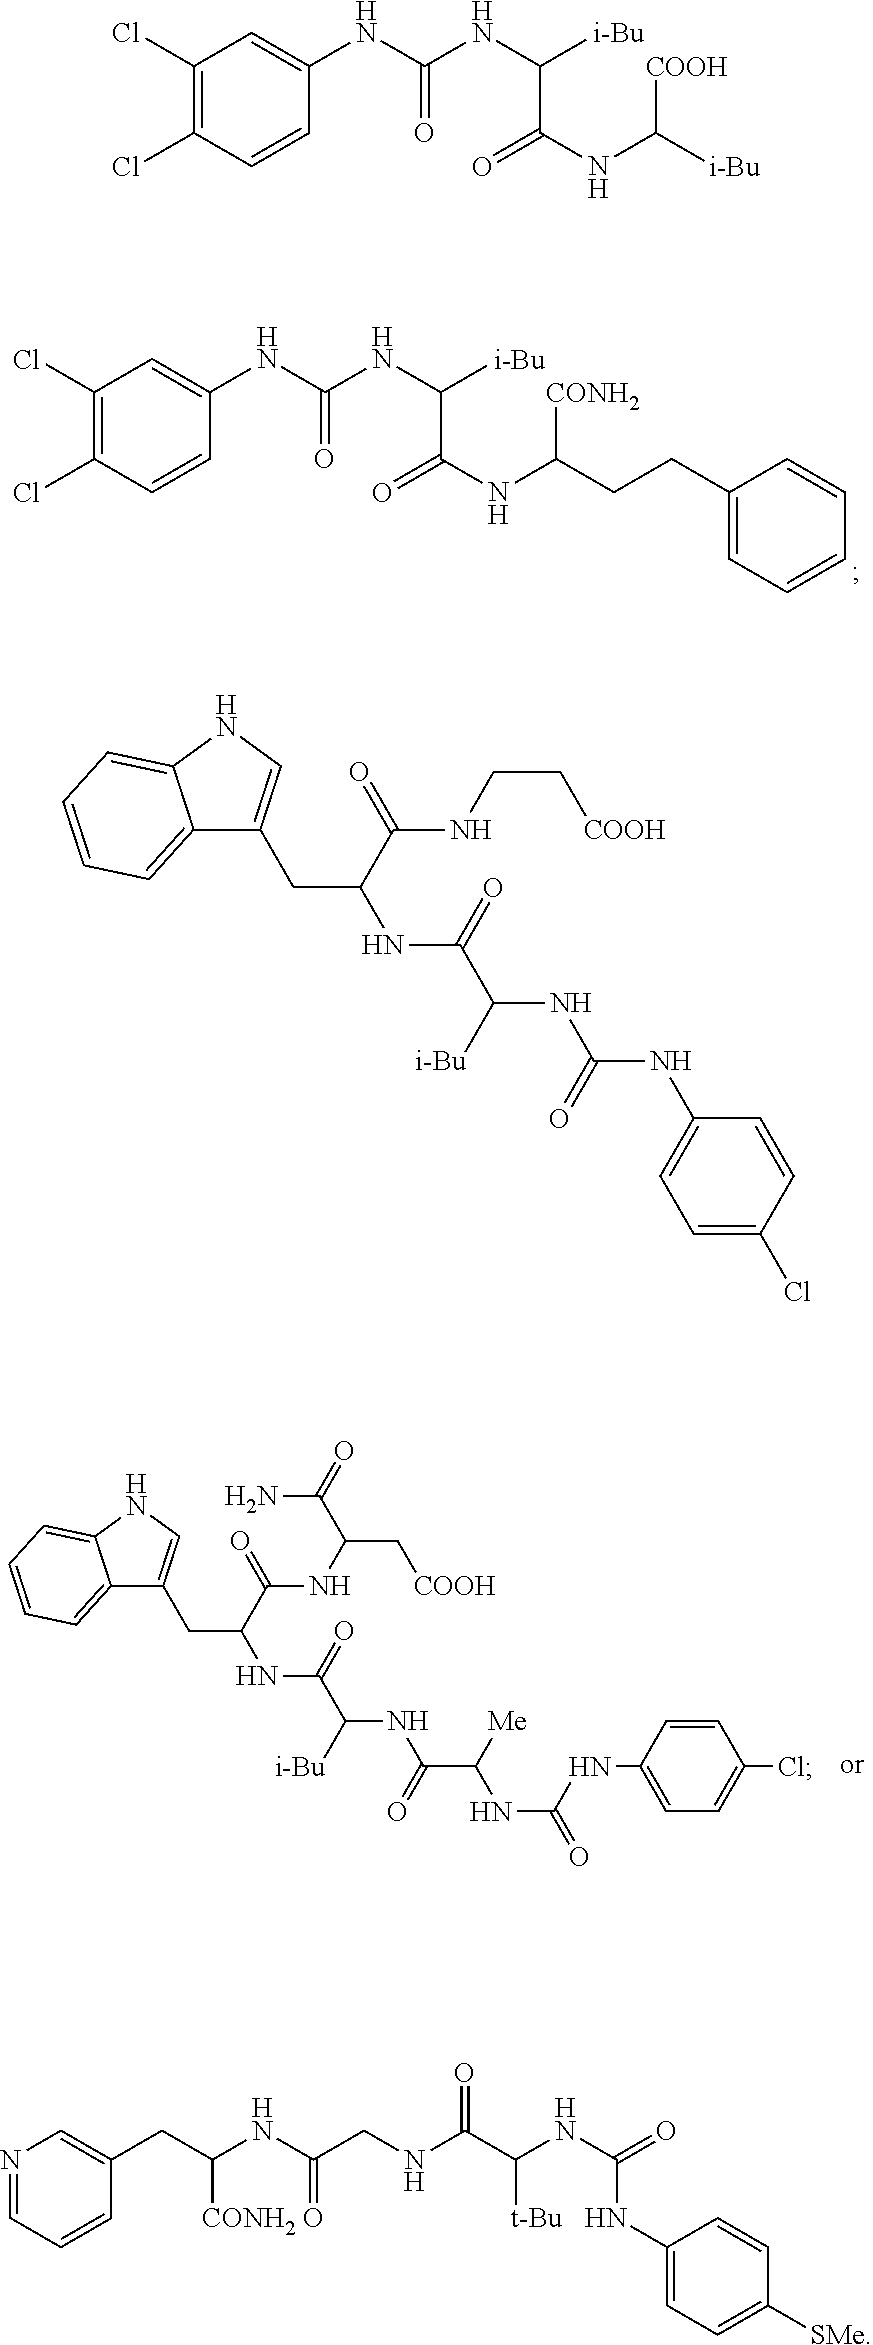 H H
Cl N N i-Bu
COOH
O
Cl O N i-Bu
H
H H
Cl N N i-Bu
CONH2
O
Cl O N
H
;
H
N
O
NH COOH
O
HN
NH
i-Bu NH
O
Cl
O
H
N H2N
O
NH COOH
O
HN
NH Me
i-Bu HN Cl; or
O HN
O
O
H H
N N O
N
N
H
CONH2 O t-Bu HN
SMe.